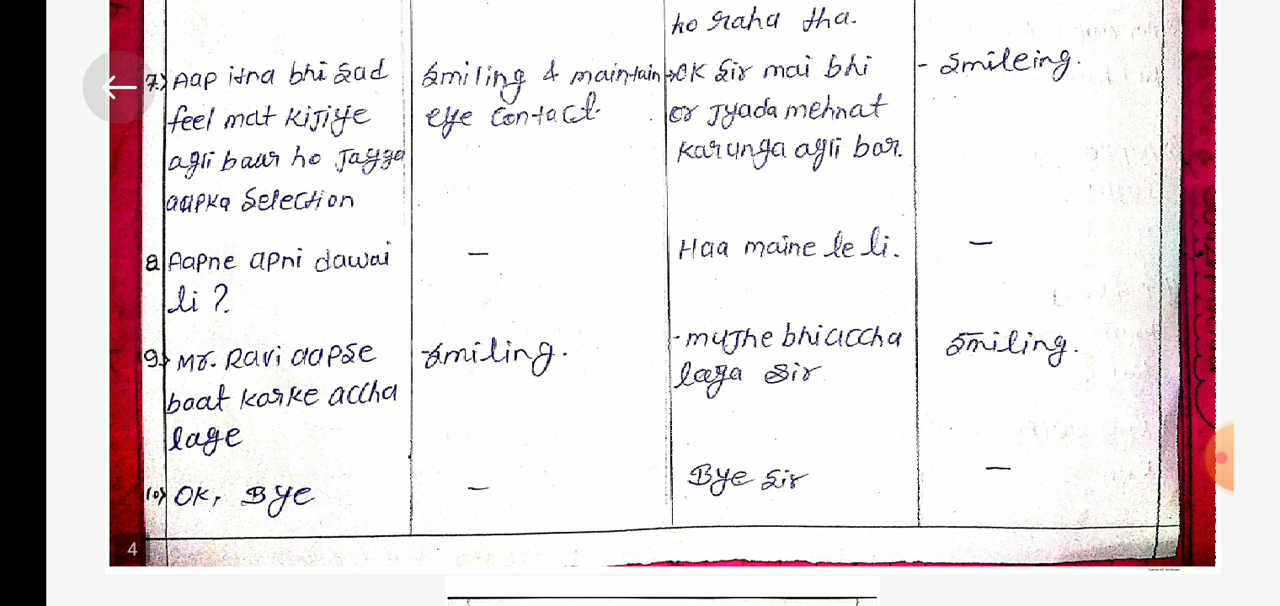 ho raha tha.
7.) Aap itna bhi sad
feel mat kijiye
agli baar ho Jayga
aapka Selection
Smiling & maintain
eye contact.
OK Sir mai bhi
or Jyada mehnat
karunga agli bar.
- Smileing.
8 Aapne apni dawai
li ?
—
Haa maine le li.
—
9.) Mr. Ravi aapse
baat karke accha
lage
Smiling.
- mujhe bhi accha
laga Sir
Smiling.
10) OK, Bye
—
Bye Sir
—
4